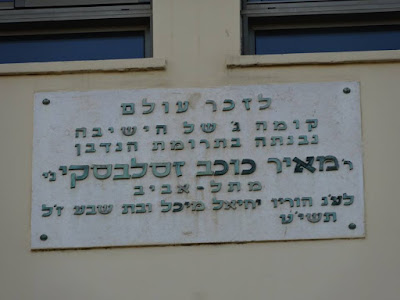 לזכר עולם
קומה ג' של הישיבה
נבנתה בתרומת הנדבן
ר' מאיר כוכב זסלבסקי ני'
מתל-אביב
לע"נ הוריו יחיאל מיכל ובת שבע ז"ל
תשי"ע